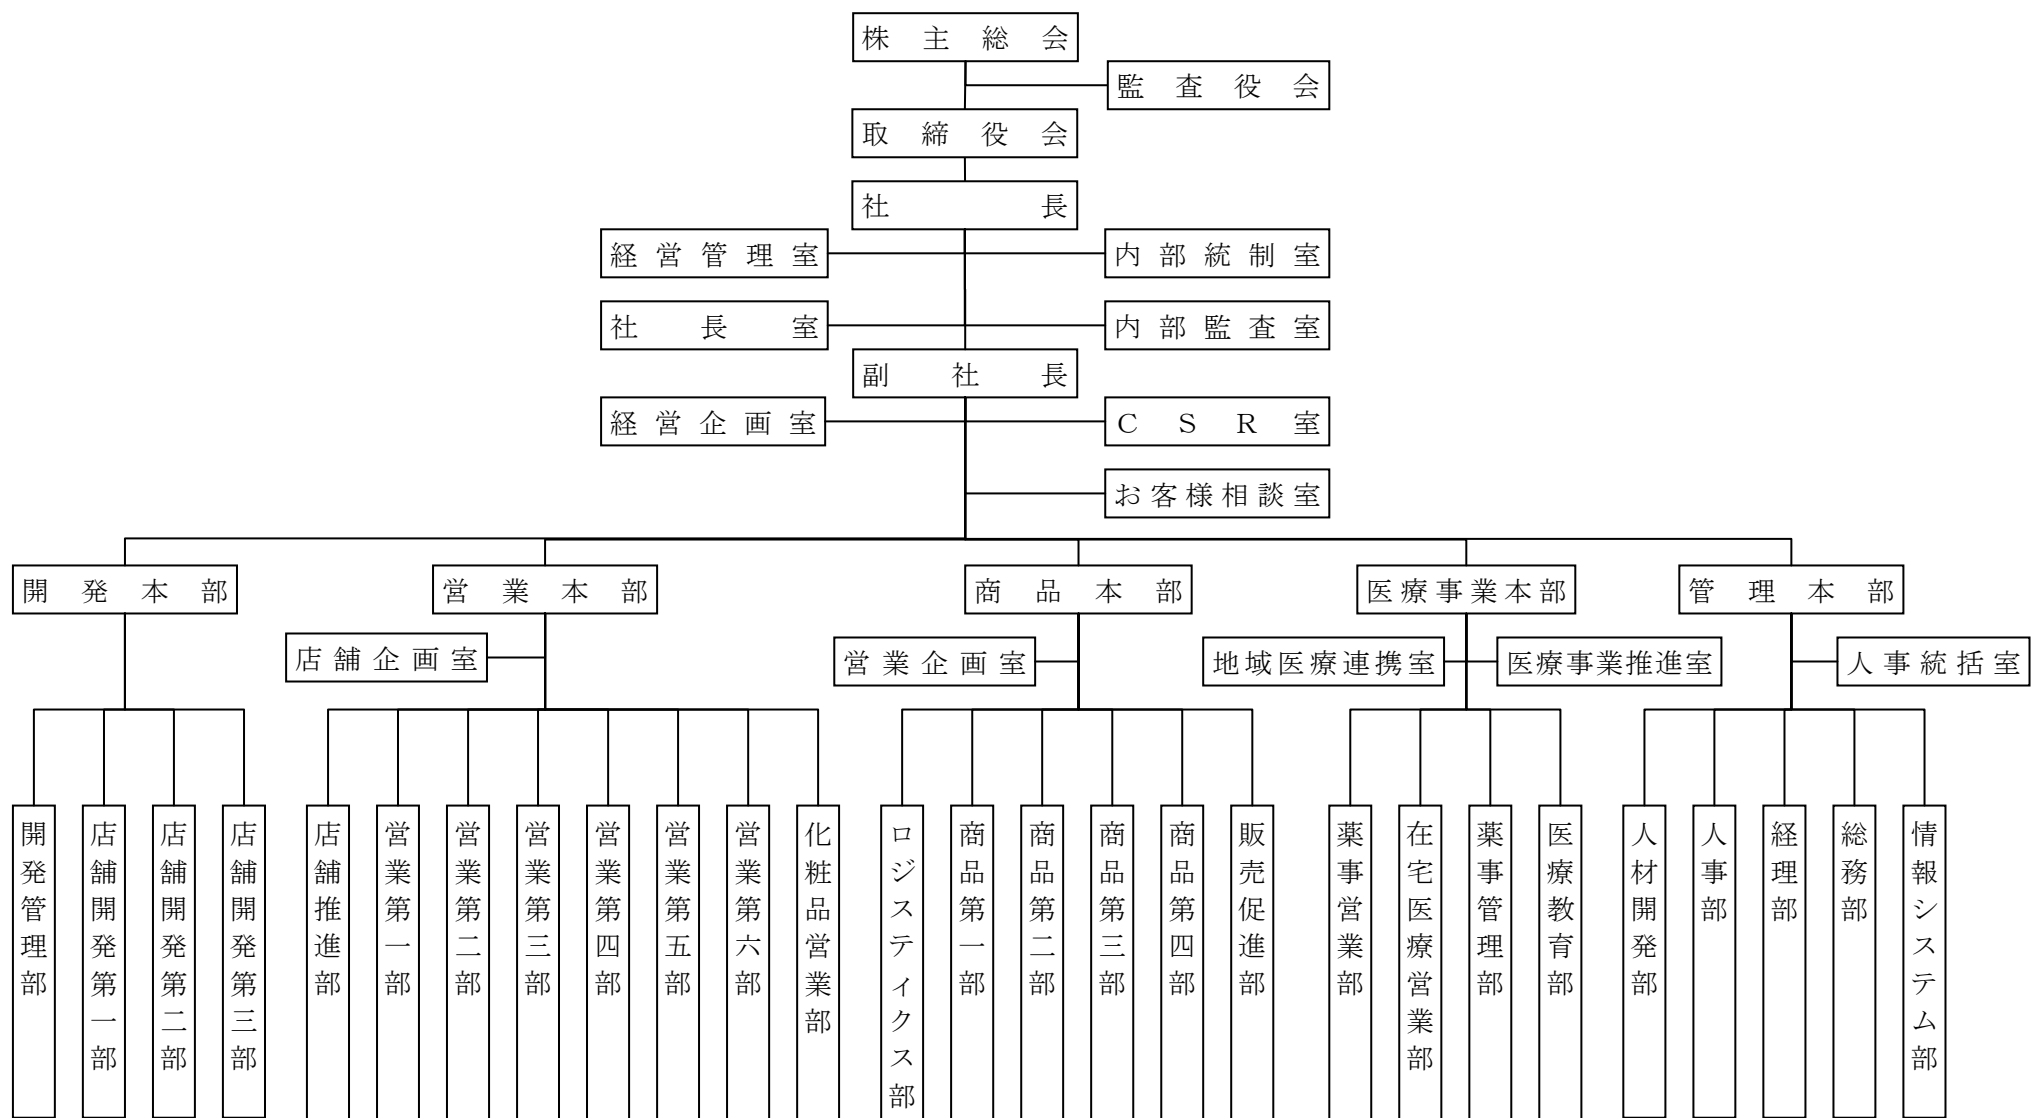 株主総会
監査役会
取締役会
社長
経営管理室
内部統制室
社長室
内部監査室
副社長
経営企画室
CSR室
お客様相談室
開発本部
営業本部
商品本部
医療事業本部
管理本部
店舗企画室
営業企画室
地域医療連携室
医療事業推進室
人事統括室
開発管理部
店舗開発第一部
店舗開発第二部
店舗開発第三部
店舗推進部
営業第一部
営業第二部
営業第三部
営業第四部
営業第五部
営業第六部
化粧品営業部
ロジスティクス部
商品第一部
商品第二部
商品第三部
商品第四部
販売促進部
薬事営業部
在宅医療営業部
薬事管理部
医療教育部
人材開発部
人事部
経理部
総務部
情報システム部